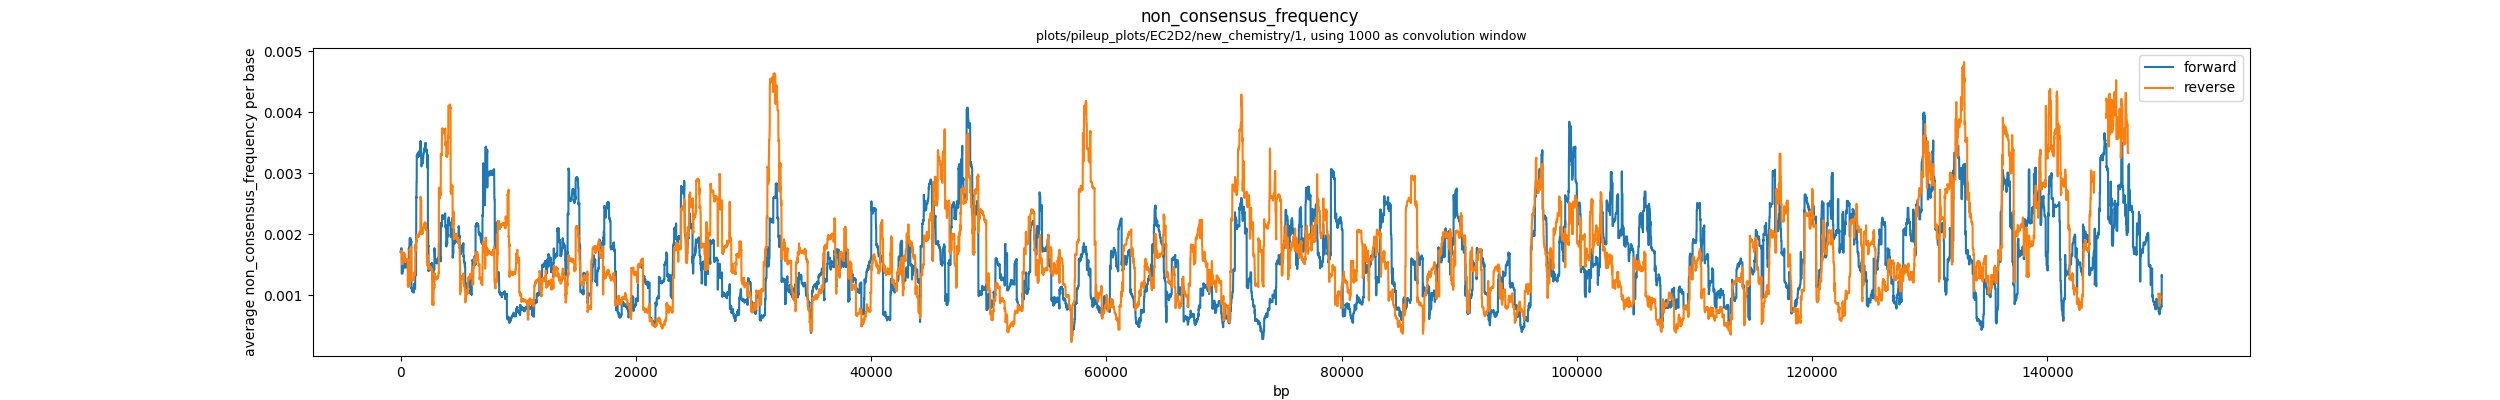 non_consensus_frequency
plots/pileup_plots/EC2D2/new_chemistry/1, using 1000 as convolution window
average non_consensus_frequency per base
0.005
0.004
0.003
0.002
0.001
forward
reverse
0 20000 40000 60000 80000 100000 120000 140000
bp